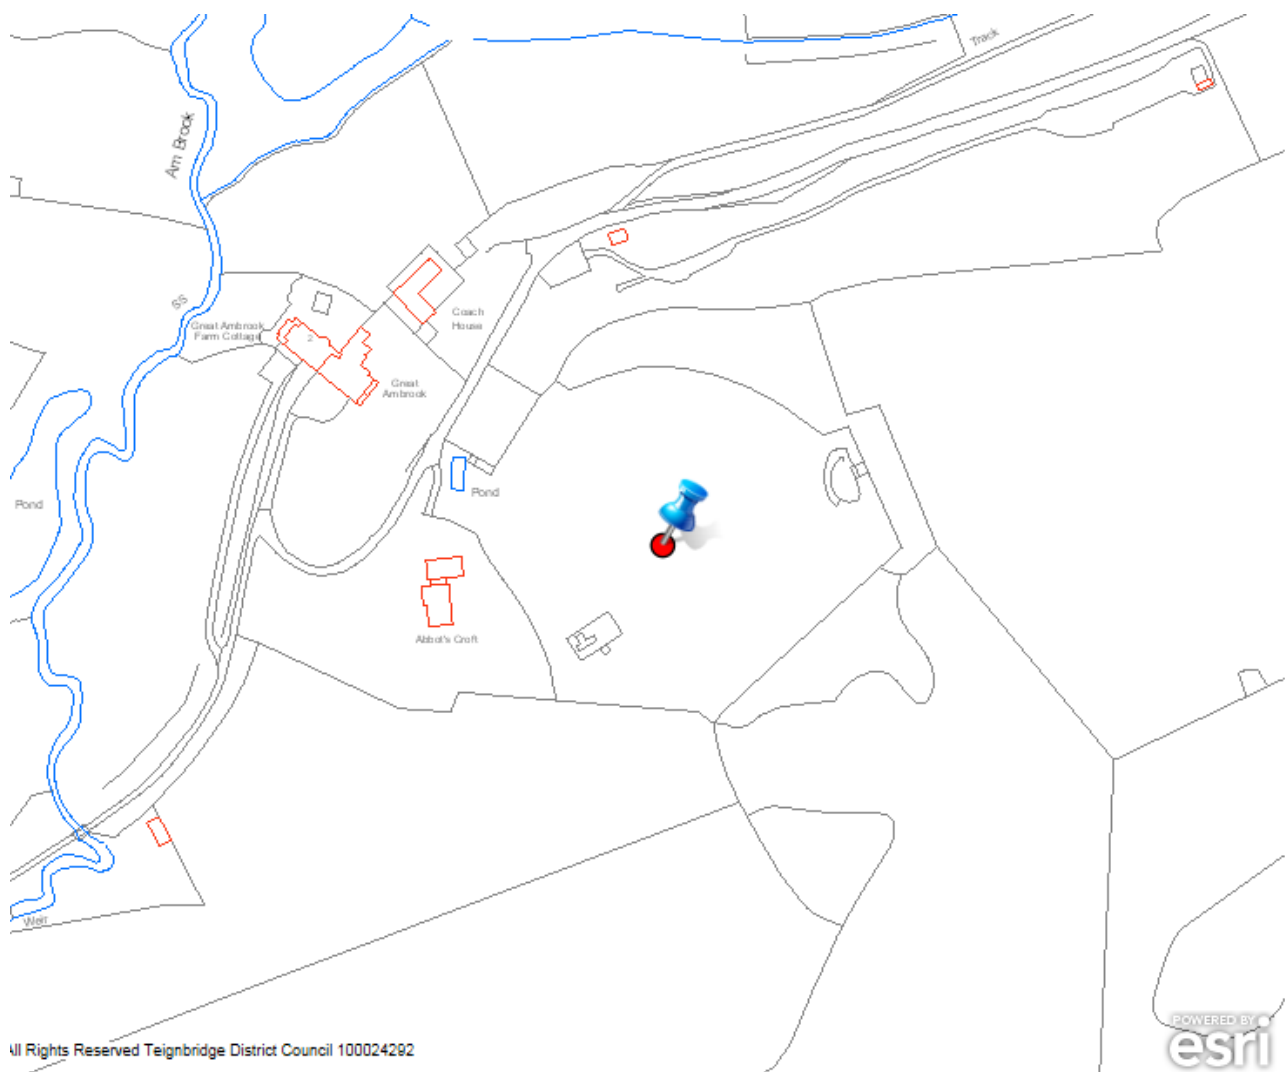 Track
Am Brook
SS
Great Ambrook
Farm Cottage
2
Coach
House
Great
Ambrook
Pond
Pond
Abbot's Croft
Weir
All Rights Reserved Teignbridge District Council 100024292
POWERED BY
esri